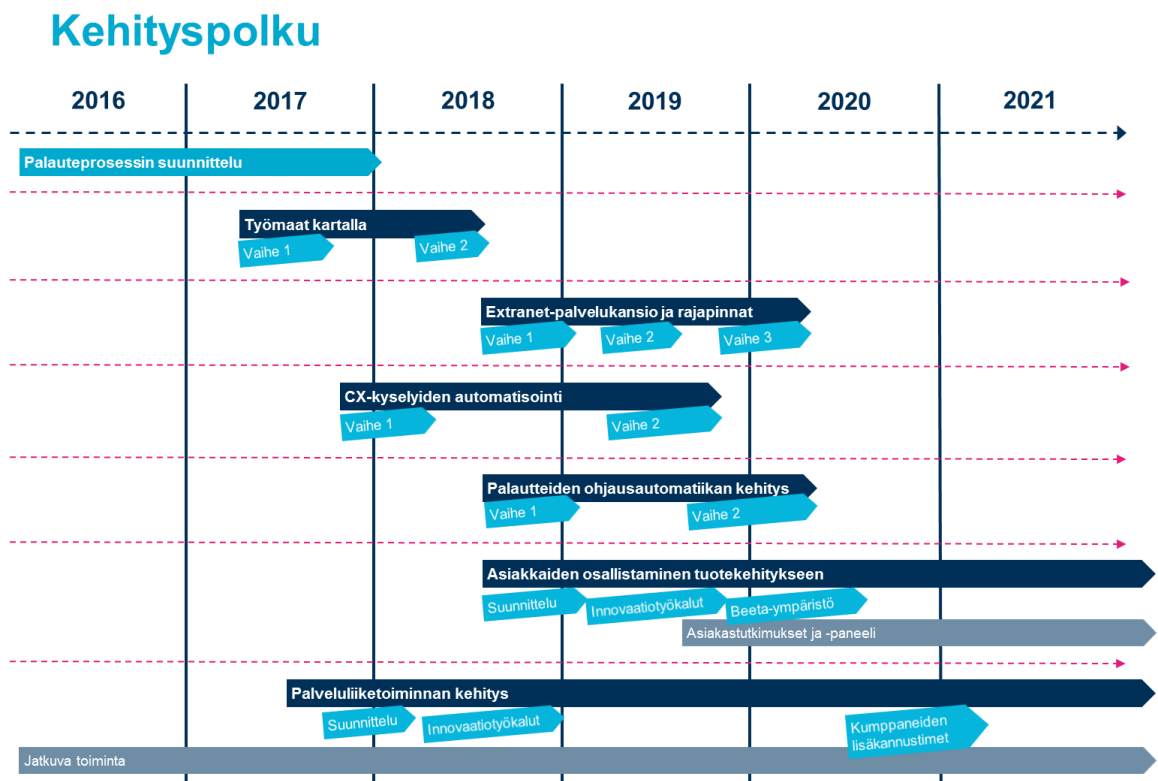 Kehityspolku
2016 2017 2018 2019 2020 2021
Palauteprosessin suunnittelu
Työmaat kartalla
Vaihe 1 Vaihe 2
Extranet-palvelukansio ja rajapinnat
Vaihe 1 Vaihe 2 Vaihe 3
CX-kyselyiden automatisointi
Vaihe 1 Vaihe 2
Palautteiden ohjausautomatiikan kehitys
Vaihe 1 Vaihe 2
Asiakkaiden osallistaminen tuotekehitykseen
Suunnittelu Innovaatiotyökalut Beeta-ympäristö
Asiakastutkimukset ja -paneeli
Palveluliiketoiminnan kehitys
Suunnittelu Innovaatiotyökalut Kumppaneiden
lisäkannustimet
Jatkuva toiminta